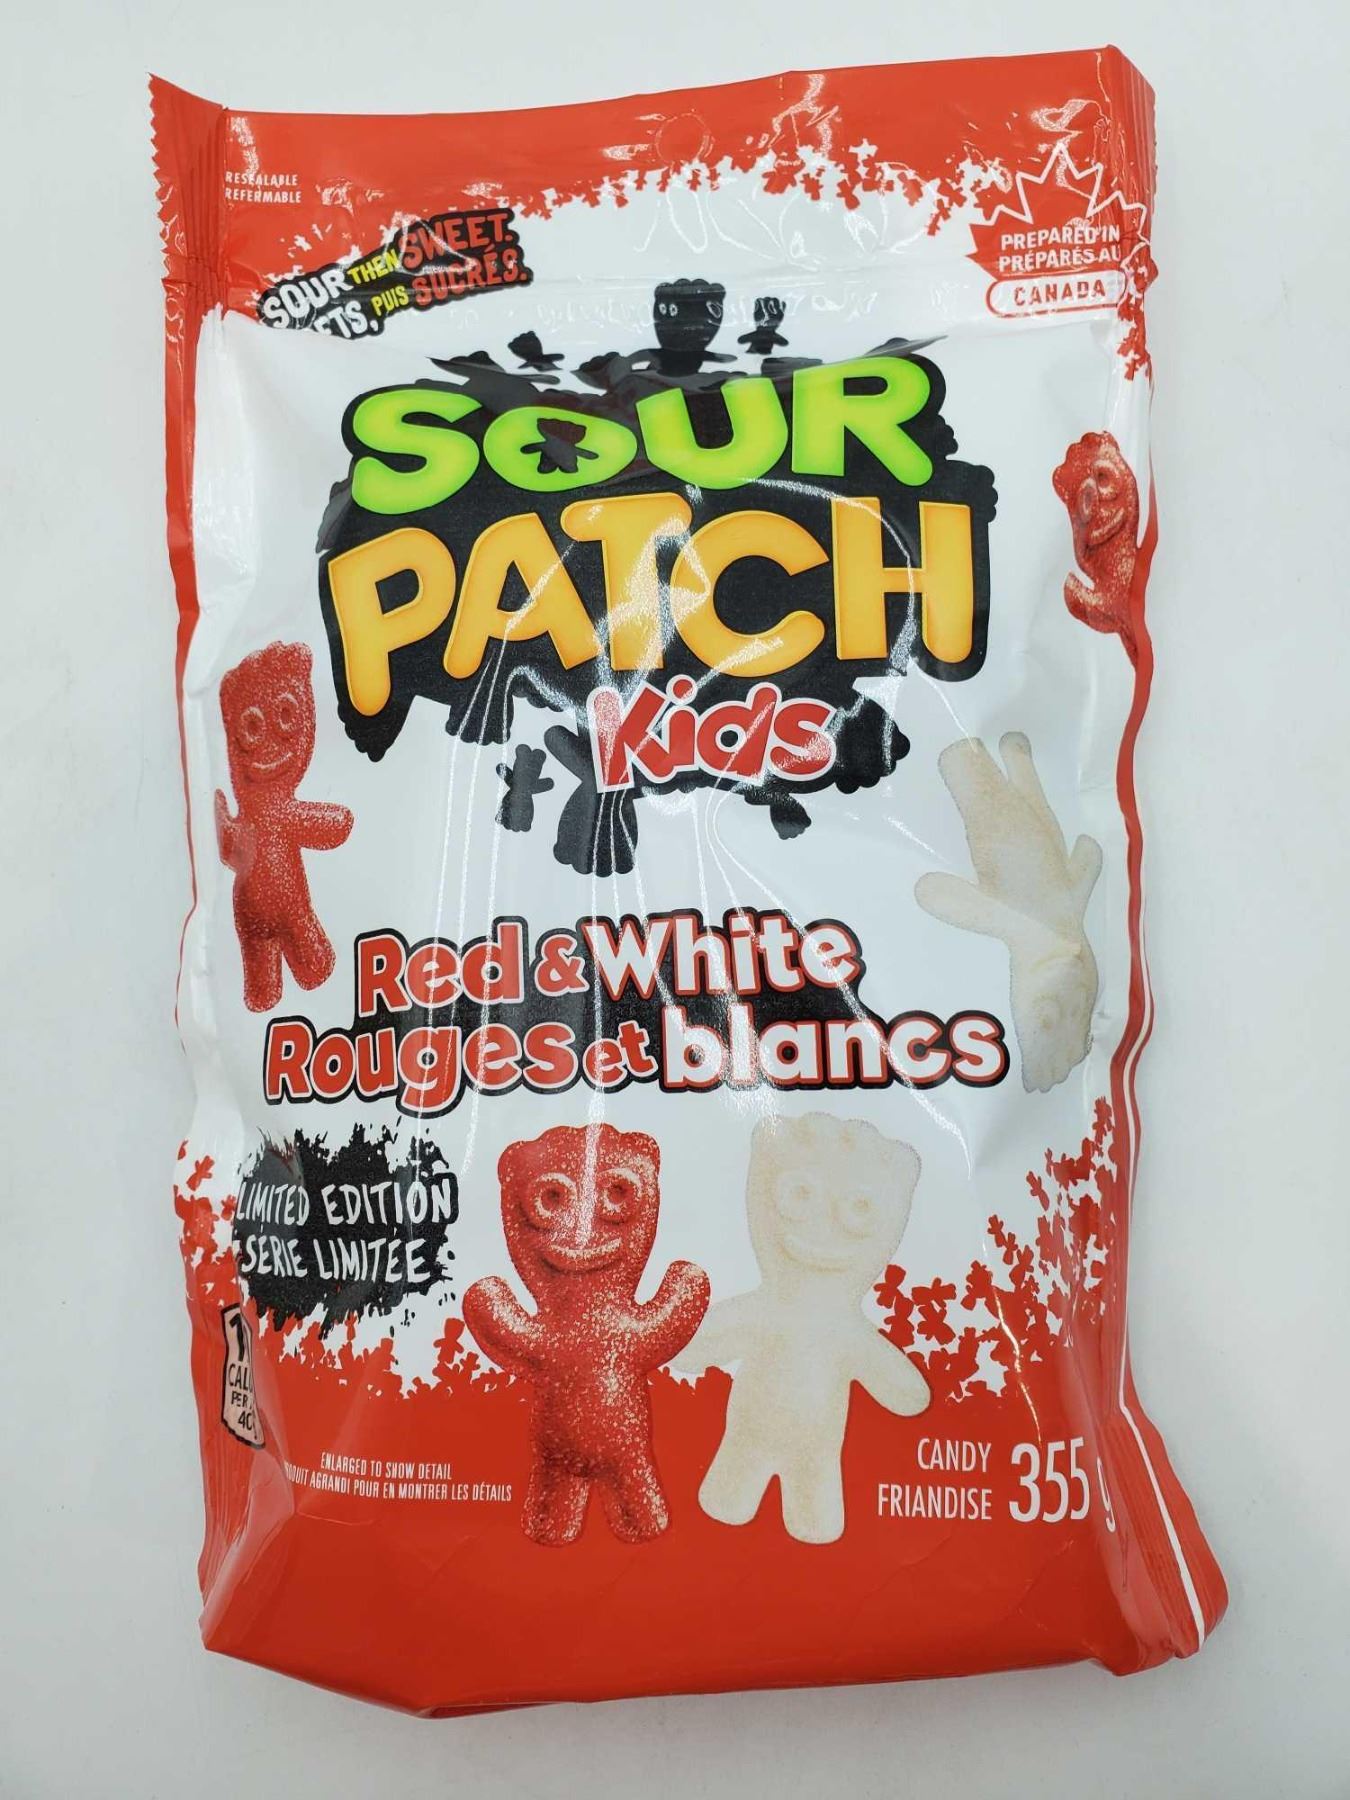 RESEALABLE
REFERMABLE
SOUR THEN SWEET.
PUIS SUCRÉS.
PREPARED IN
PRÉPARÉS AU
CANADA
SOUR
PATCH
Kids
Red & White
Rouges et blancs
LIMITED EDITION
SÉRIE LIMITÉE
PER
ENLARGED TO SHOW DETAIL
AGRANDI POUR EN MONTRER LES DÉTAILS
CANDY
FRIANDISE
355 g